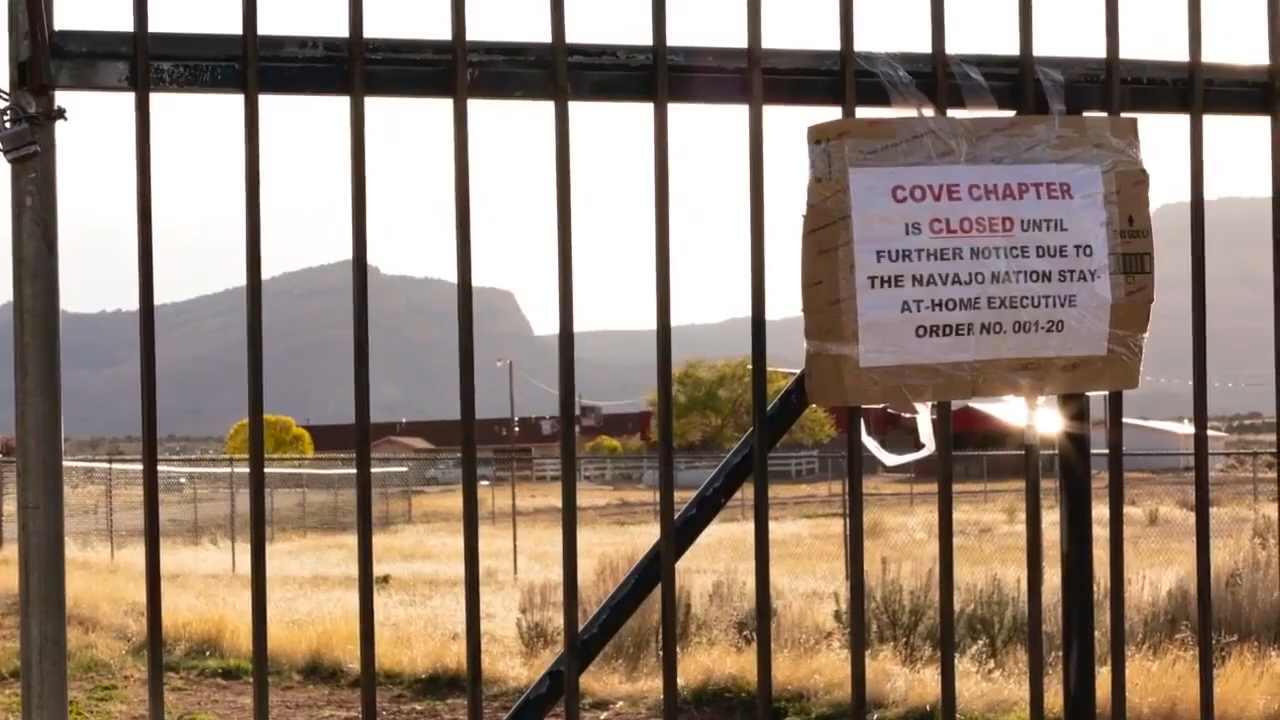 COVE CHAPTER
IS CLOSED UNTIL
FURTHER NOTICE DUE TO
THE NAVAJO NATION STAY-
AT-HOME EXECUTIVE
ORDER NO. 001-20